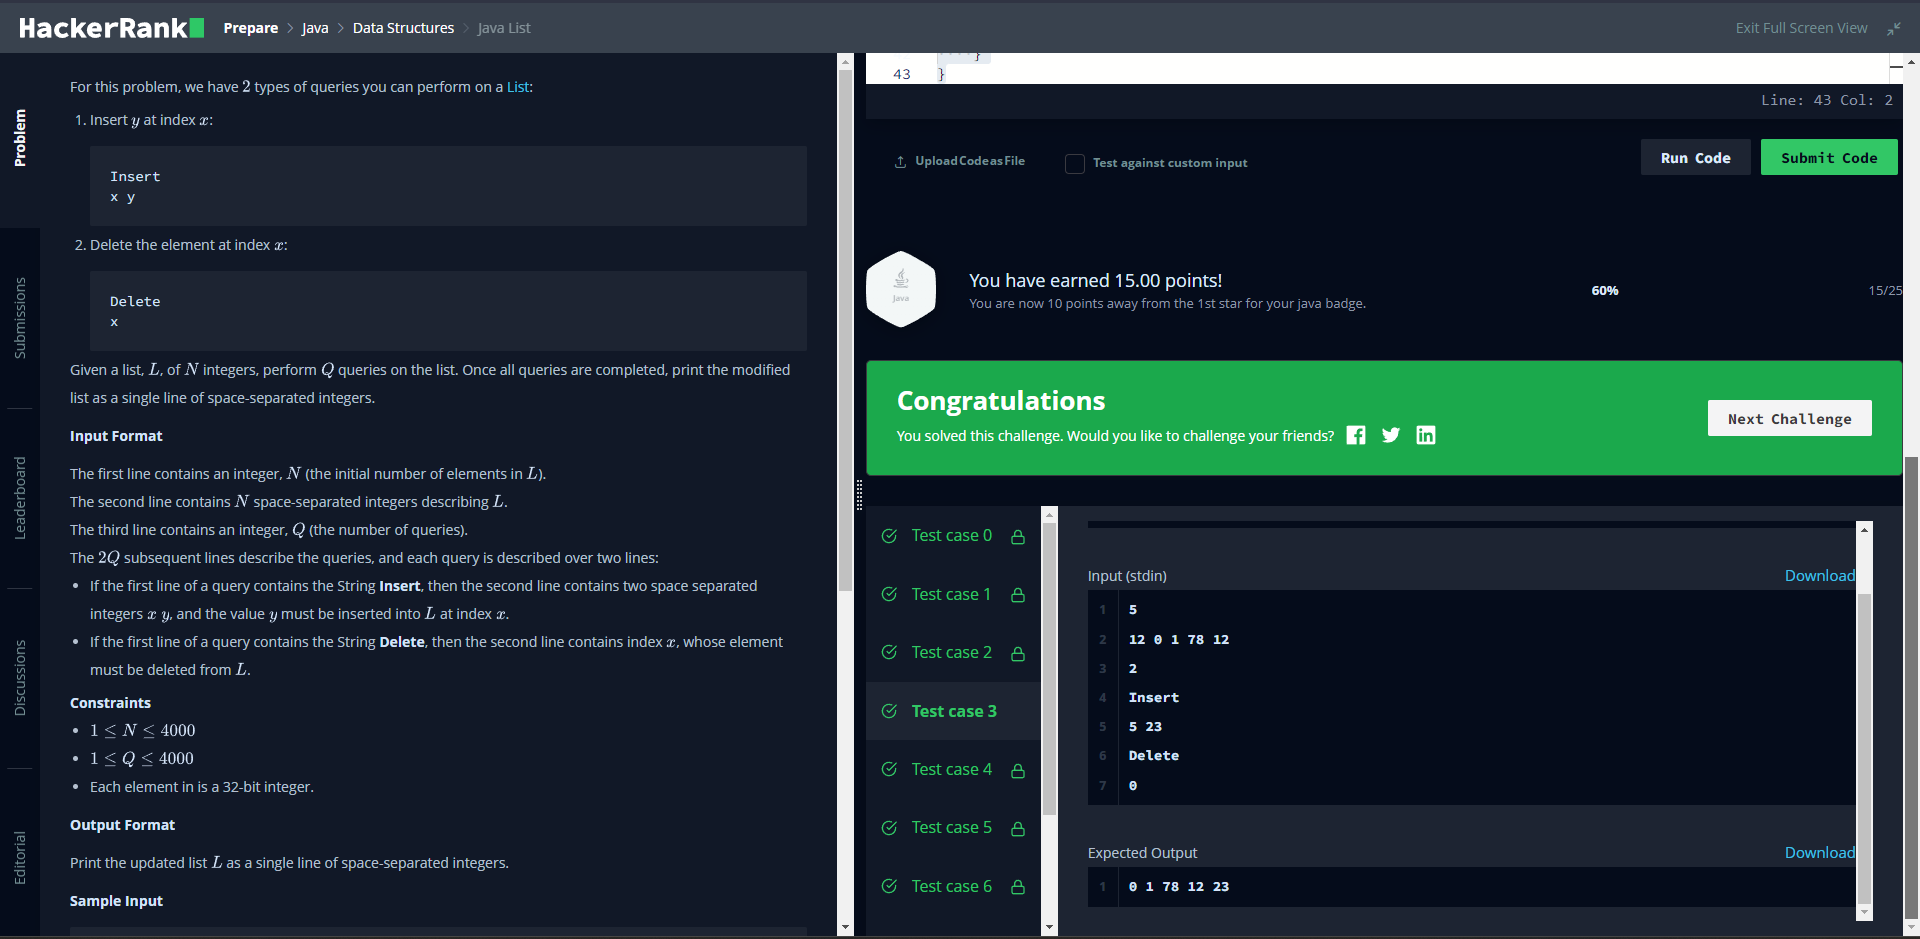 HackerRank
Prepare > Java > Data Structures > Java List
Exit Full Screen View
Problem
Submissions
Leaderboard
Discussions
Editorial
For this problem, we have 2 types of queries you can perform on a List:
1. Insert y at index x:
Insert
x y
2. Delete the element at index x:
Delete
x
Given a list, L, of N integers, perform Q queries on the list. Once all queries are completed, print the modified
list as a single line of space-separated integers.
Input Format
The first line contains an integer, N (the initial number of elements in L).
The second line contains N space-separated integers describing L.
The third line contains an integer, Q (the number of queries).
The 2Q subsequent lines describe the queries, and each query is described over two lines:
• If the first line of a query contains the String Insert, then the second line contains two space separated
integers x y, and the value y must be inserted into L at index x.
• If the first line of a query contains the String Delete, then the second line contains index x, whose element
must be deleted from L.
Constraints
• 1 ≤ N ≤ 4000
• 1 ≤ Q ≤ 4000
• Each element in is a 32-bit integer.
Output Format
Print the updated list L as a single line of space-separated integers.
Sample Input
}
43 }
Line: 43 Col: 2
Upload Code as File
Test against custom input
Run Code
Submit Code
Java
You have earned 15.00 points!
You are now 10 points away from the 1st star for your java badge.
60%
15/25
Congratulations
You solved this challenge. Would you like to challenge your friends?
Next Challenge
Test case 0
Test case 1
Test case 2
Test case 3
Test case 4
Test case 5
Test case 6
Input (stdin)
Download
1 5
2 12 0 1 78 12
3 2
4 Insert
5 5 23
6 Delete
7 0
Expected Output
Download
1 0 1 78 12 23